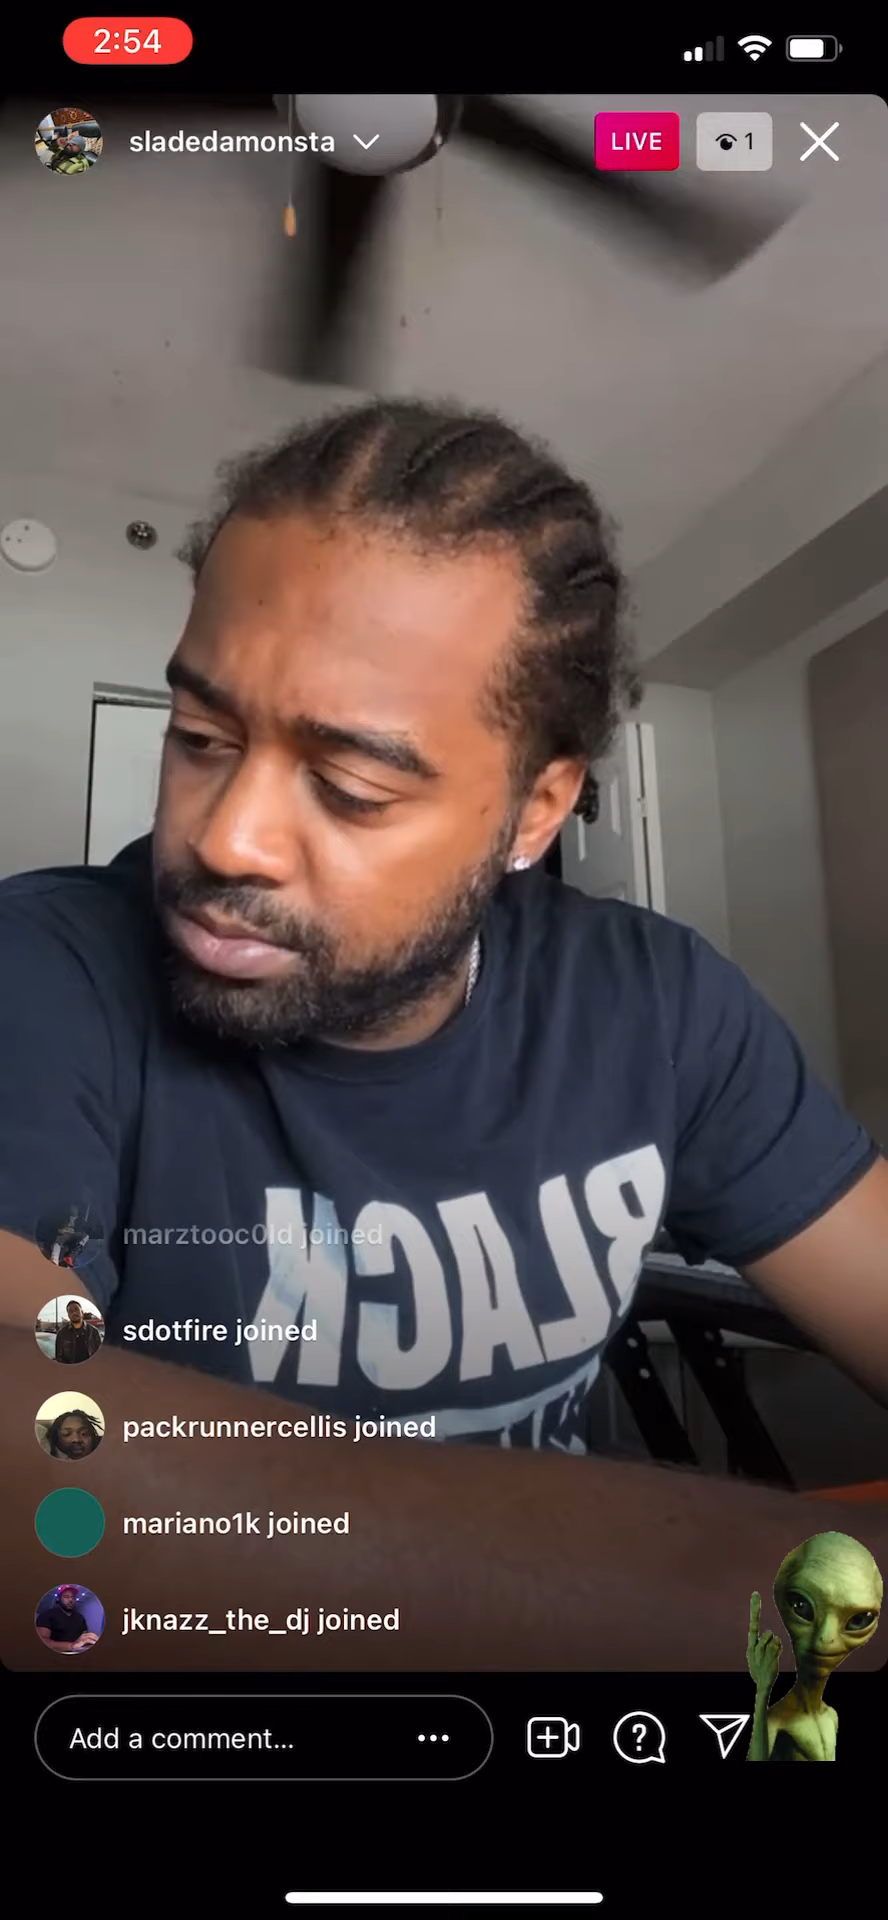 2:54
sladedamonsta
LIVE
1
BLACK
marztooc0ld joined
sdotfire joined
packrunnercellis joined
mariano1k joined
jknazz_the_dj joined
Add a comment...